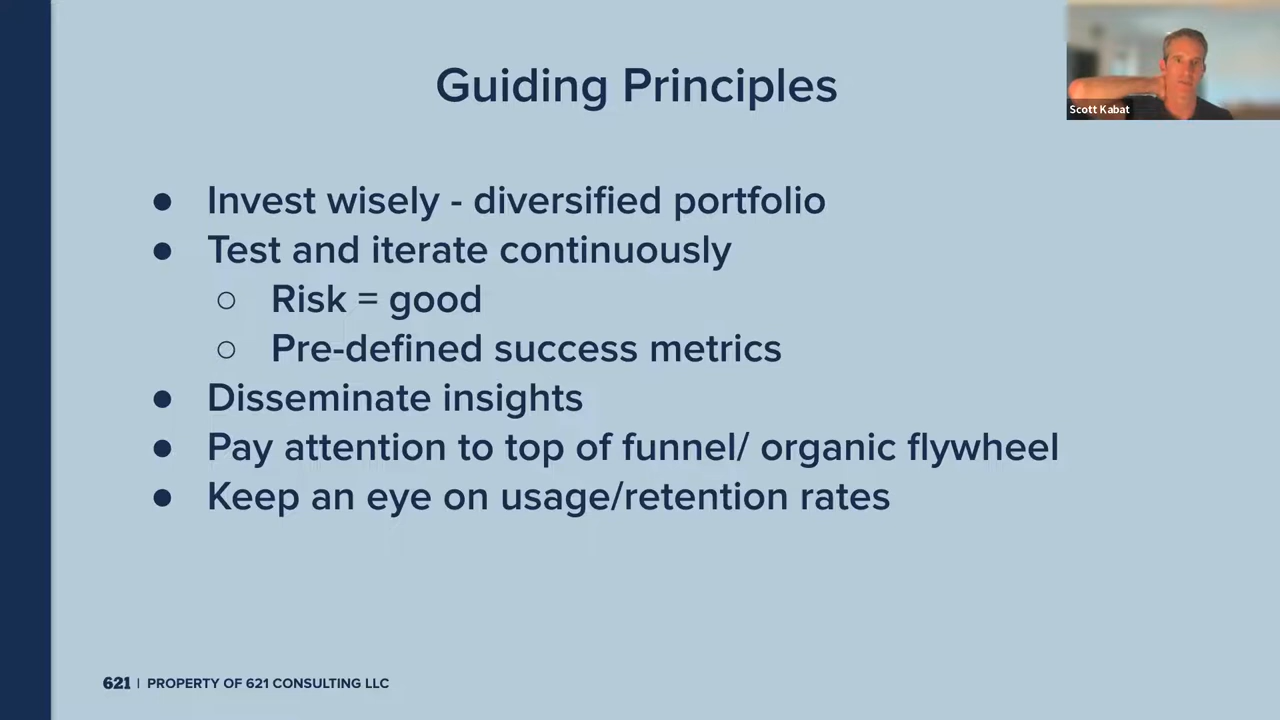 Guiding Principles
Scott Kabat
● Invest wisely - diversified portfolio
● Test and iterate continuously
○ Risk = good
○ Pre-defined success metrics
● Disseminate insights
● Pay attention to top of funnel/ organic flywheel
● Keep an eye on usage/retention rates
621 | PROPERTY OF 621 CONSULTING LLC